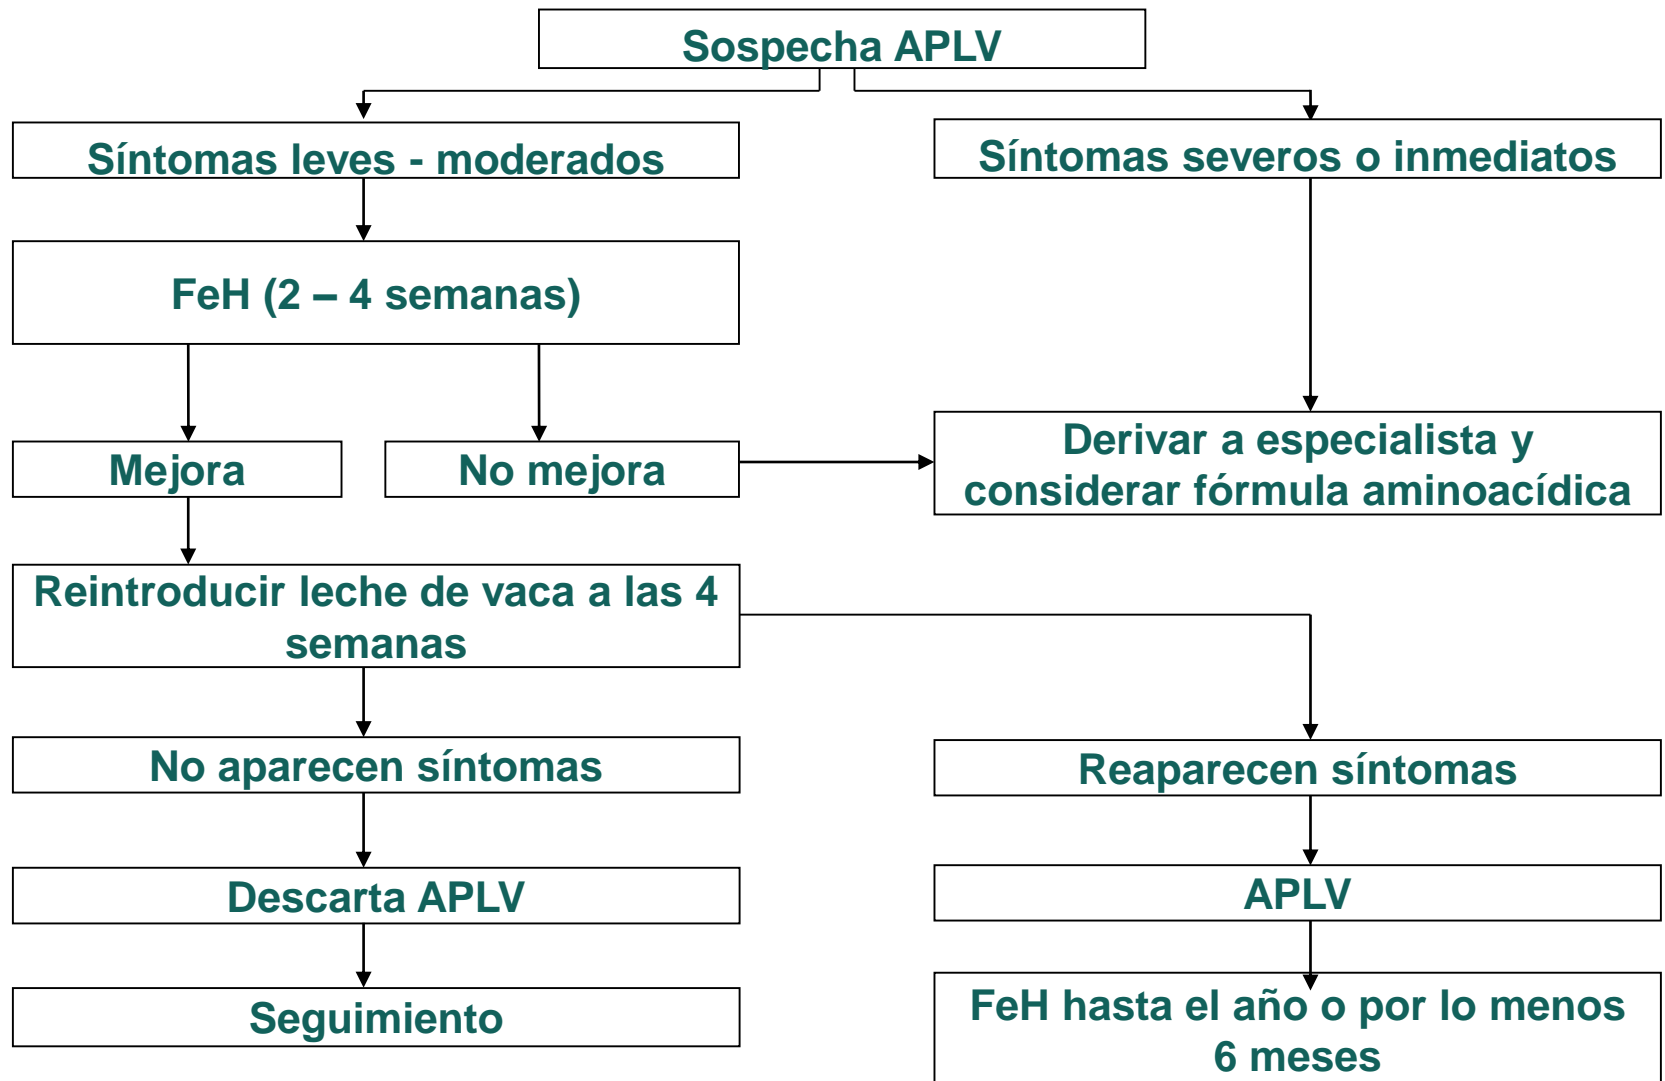 Sospecha APLV
Síntomas leves - moderados
Síntomas severos o inmediatos
FeH (2 – 4 semanas)
Mejora
No mejora
Derivar a especialista y
considerar fórmula aminoacídica
Reintroducir leche de vaca a las 4
semanas
No aparecen síntomas
Reaparecen síntomas
Descarta APLV
APLV
Seguimiento
FeH hasta el año o por lo menos
6 meses